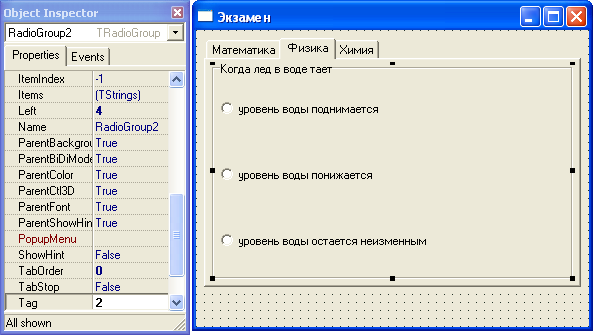 Object Inspector
RadioGroup2 TRadioGroup
Properties Events
ItemIndex -1
Items (TStrings)
Left 4
Name RadioGroup2
ParentBackgrou True
ParentBiDiMode True
ParentColor True
ParentCtl3D True
ParentFont True
ParentShowHin True
PopupMenu
ShowHint False
TabOrder 0
TabStop False
Tag 2
All shown
Экзамен
Математика Физика Химия
Когда лед в воде тает
уровень воды поднимается
уровень воды понижается
уровень воды остается неизменным